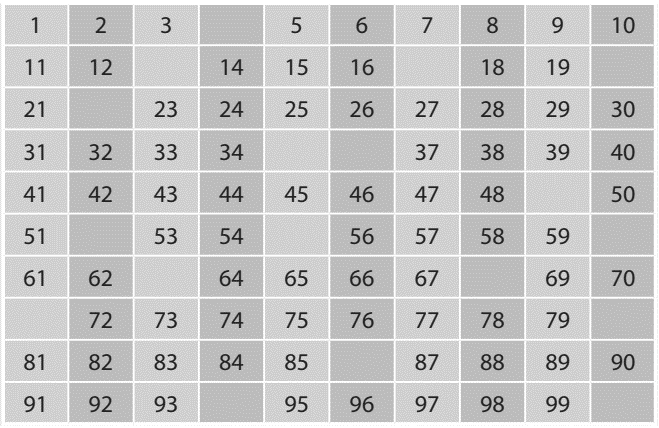 1 2 3 5 6 7 8 9 10
11 12 14 15 16 18 19
21 23 24 25 26 27 28 29 30
31 32 33 34 37 38 39 40
41 42 43 44 45 46 47 48 50
51 53 54 56 57 58 59
61 62 64 65 66 67 69 70
72 73 74 75 76 77 78 79
81 82 83 84 85 87 88 89 90
91 92 93 95 96 97 98 99